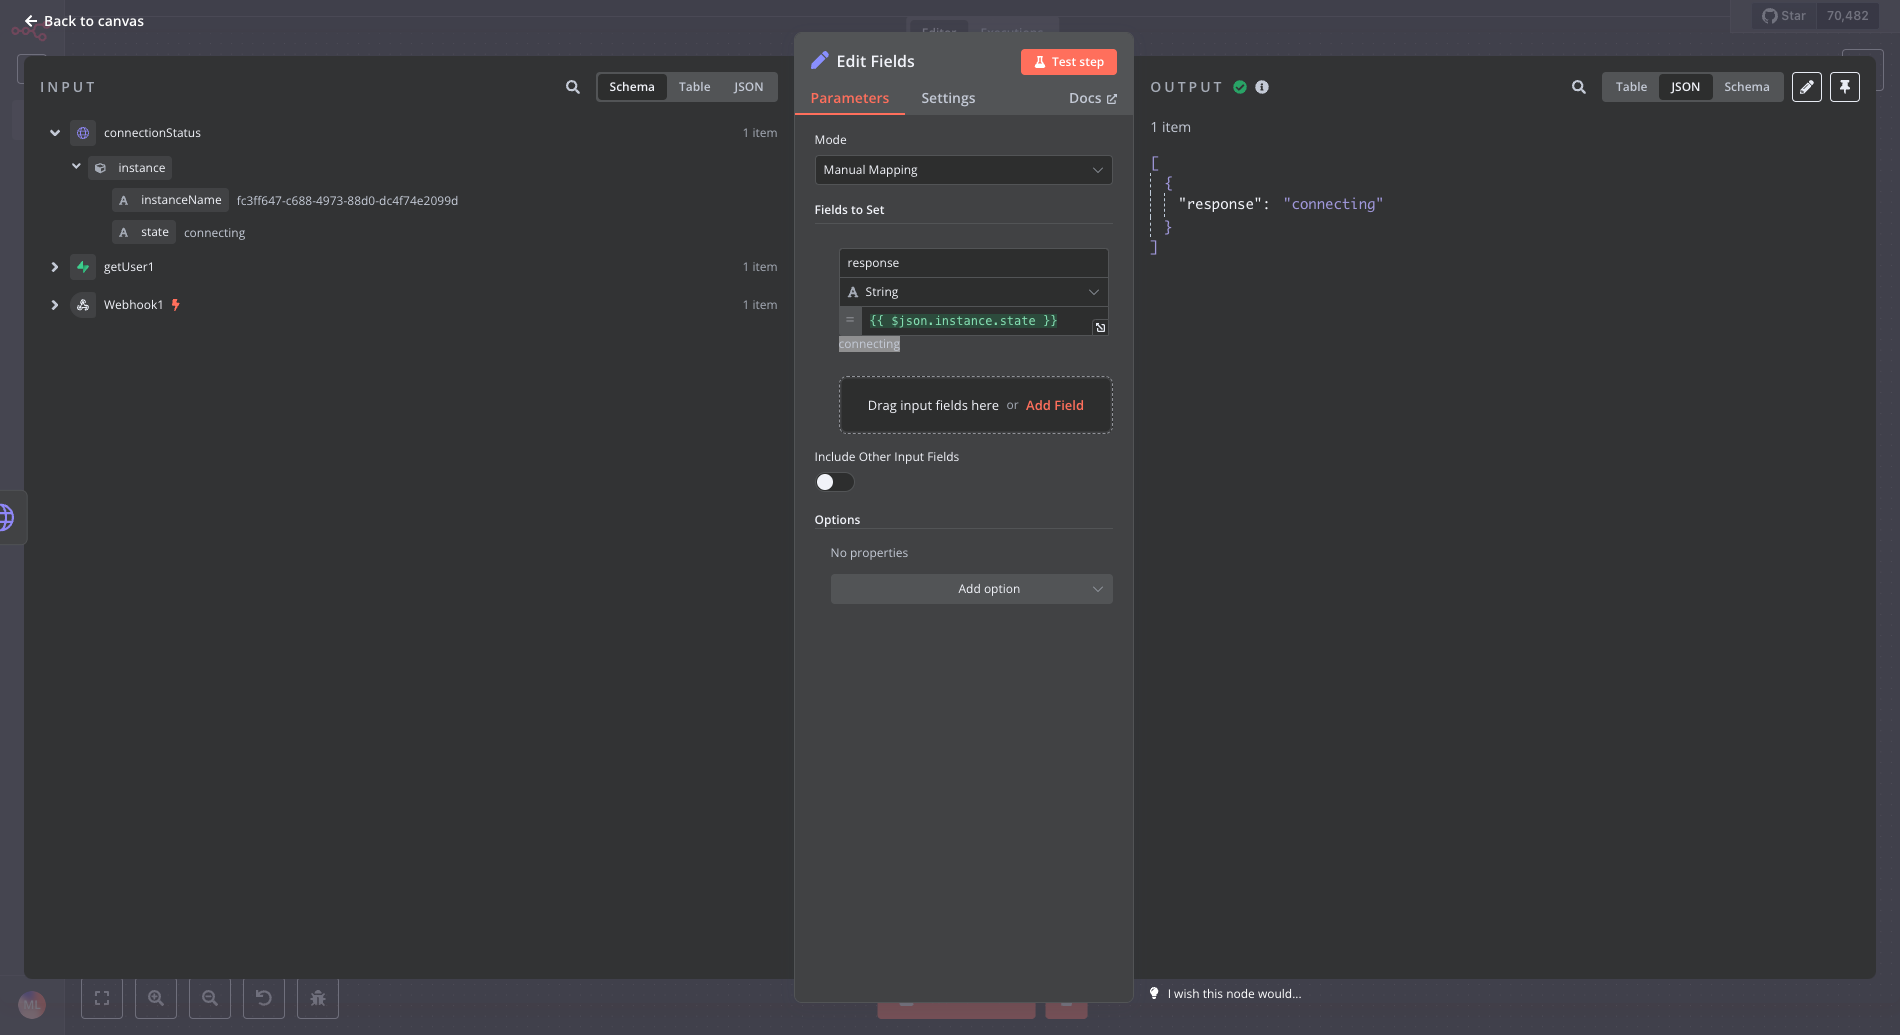 Back to canvas
Editor Executions
Star 70,482
INPUT
Schema Table JSON
connectionStatus 1 item
instance
A instanceName fc3ff647-c688-4973-88d0-dc4f74e2099d
A state connecting
getUser1 1 item
Webhook1 1 item
Edit Fields Test step
Parameters Settings Docs
Mode
Manual Mapping
Fields to Set
response
A String
= {{ $json.instance.state }}
connecting
Drag input fields here or Add Field
Include Other Input Fields
Options
No properties
Add option
OUTPUT
Table JSON Schema
1 item
[
{
"response": "connecting"
}
]
ML
I wish this node would...